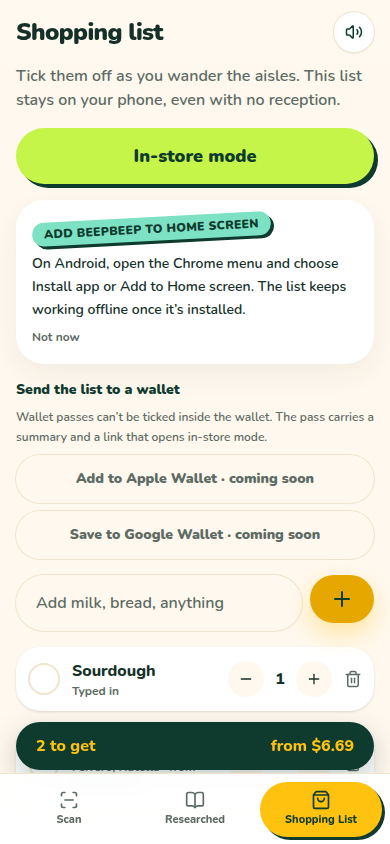 Shopping list
Tick them off as you wander the aisles. This list
stays on your phone, even with no reception.
In-store mode
ADD BEEPBEEP TO HOME SCREEN
On Android, open the Chrome menu and choose
Install app or Add to Home screen. The list keeps
working offline once it's installed.
Not now
Send the list to a wallet
Wallet passes can't be ticked inside the wallet. The pass carries a
summary and a link that opens in-store mode.
Add to Apple Wallet · coming soon
Save to Google Wallet · coming soon
Add milk, bread, anything
Sourdough
1
Typed in
2 to get
from $6.69
Scan
Researched
Shopping List